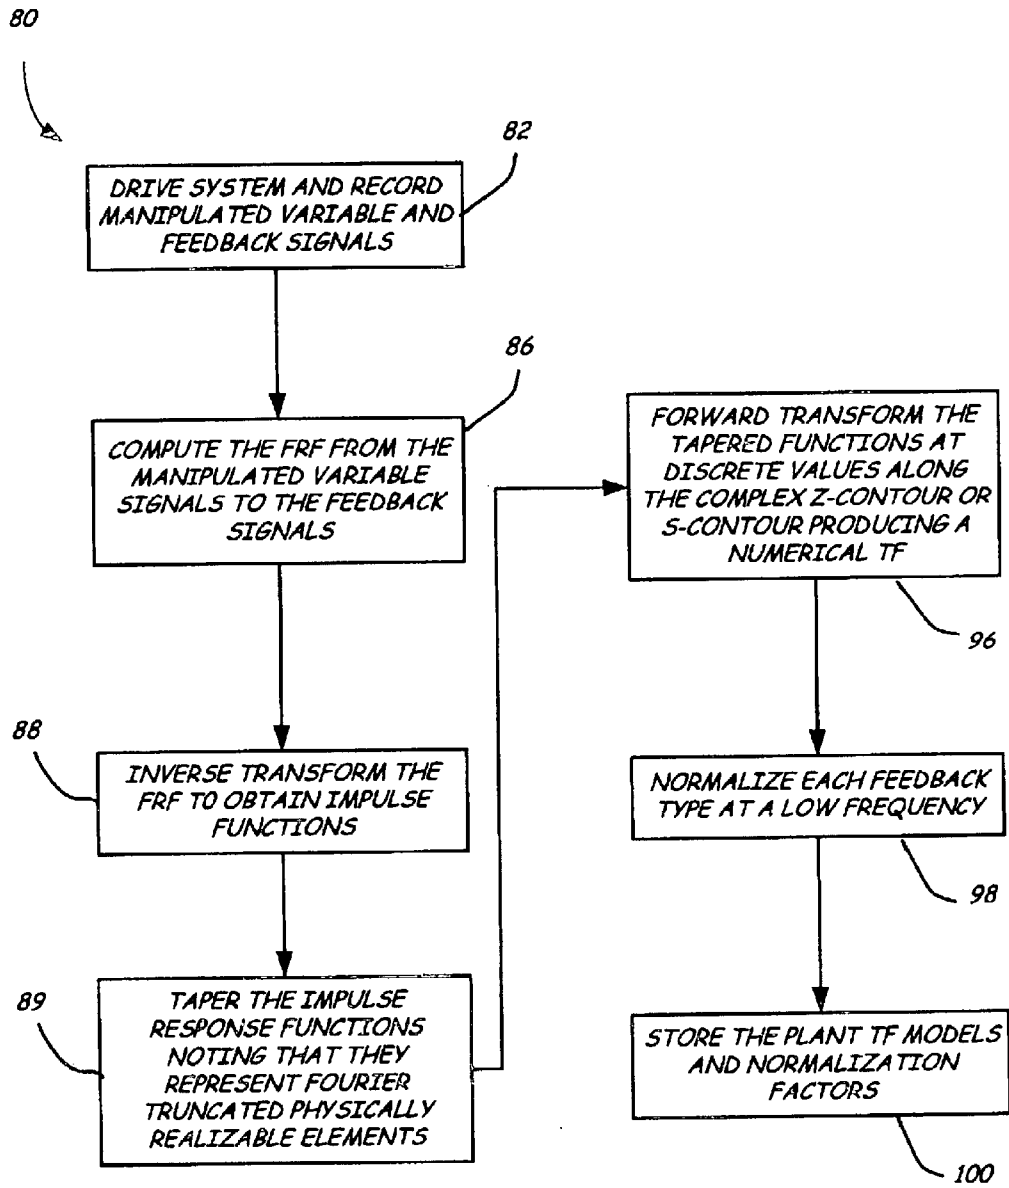 80
82
DRIVE SYSTEM AND RECORD
MANIPULATED VARIABLE AND
FEEDBACK SIGNALS
86
COMPUTE THE FRF FROM THE
MANIPULATED VARIABLE
SIGNALS TO THE FEEDBACK
SIGNALS
88
INVERSE TRANSFORM THE
FRF TO OBTAIN IMPULSE
FUNCTIONS
89
TAPER THE IMPULSE
RESPONSE FUNCTIONS
NOTING THAT THEY
REPRESENT FOURIER
TRUNCATED PHYSICALLY
REALIZABLE ELEMENTS
FORWARD TRANSFORM THE
TAPERED FUNCTIONS AT
DISCRETE VALUES ALONG
THE COMPLEX Z-CONTOUR OR
S-CONTOUR PRODUCING A
NUMERICAL TF
96
NORMALIZE EACH FEEDBACK
TYPE AT A LOW FREQUENCY
98
STORE THE PLANT TF MODELS
AND NORMALIZATION
FACTORS
100